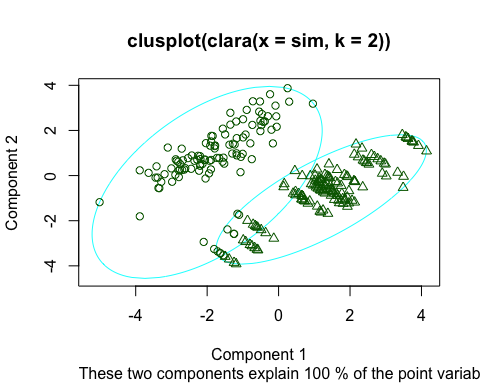 clusplot(clara(x = sim, k = 2))
Component 2
4
2
0
-2
-4
-4
-2
0
2
4
Component 1
These two components explain 100 % of the point variab